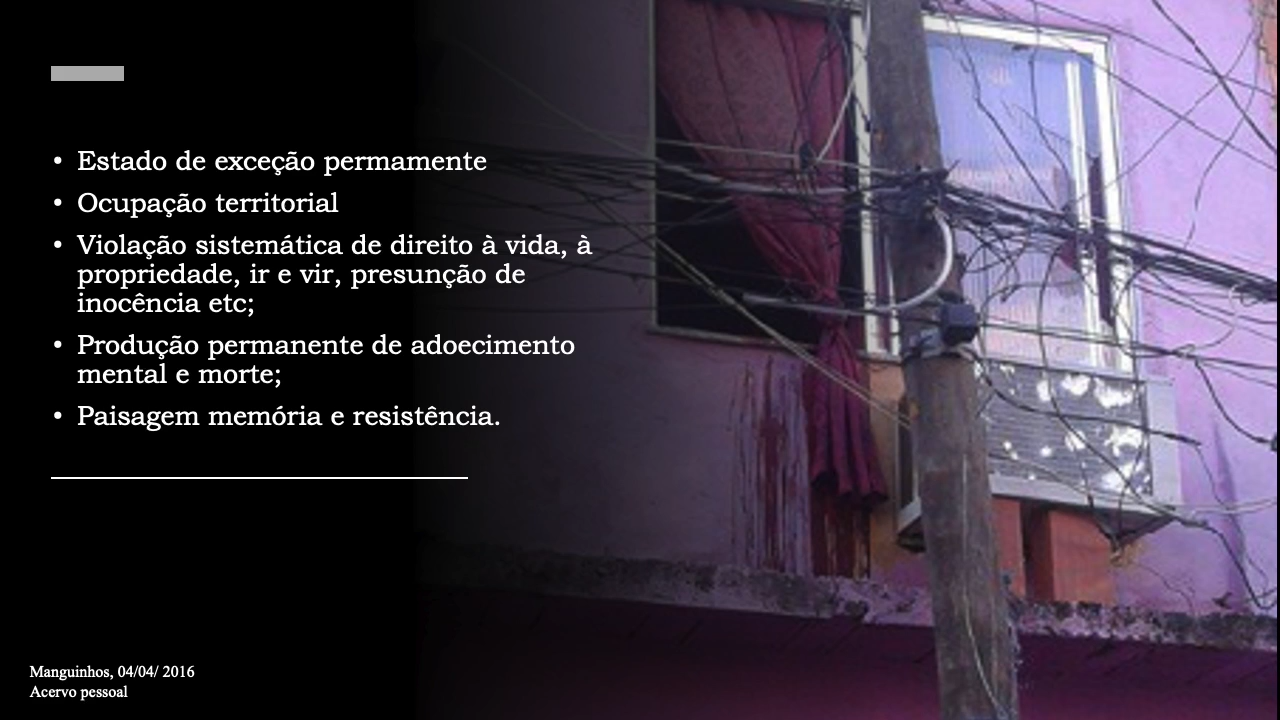 • Estado de exceção permamente
• Ocupação territorial
• Violação sistemática de direito à vida, à
propriedade, ir e vir, presunção de
inocência etc;
• Produção permanente de adoecimento
mental e morte;
• Paisagem memória e resistência.
Manguinhos, 04/04/ 2016
Acervo pessoal